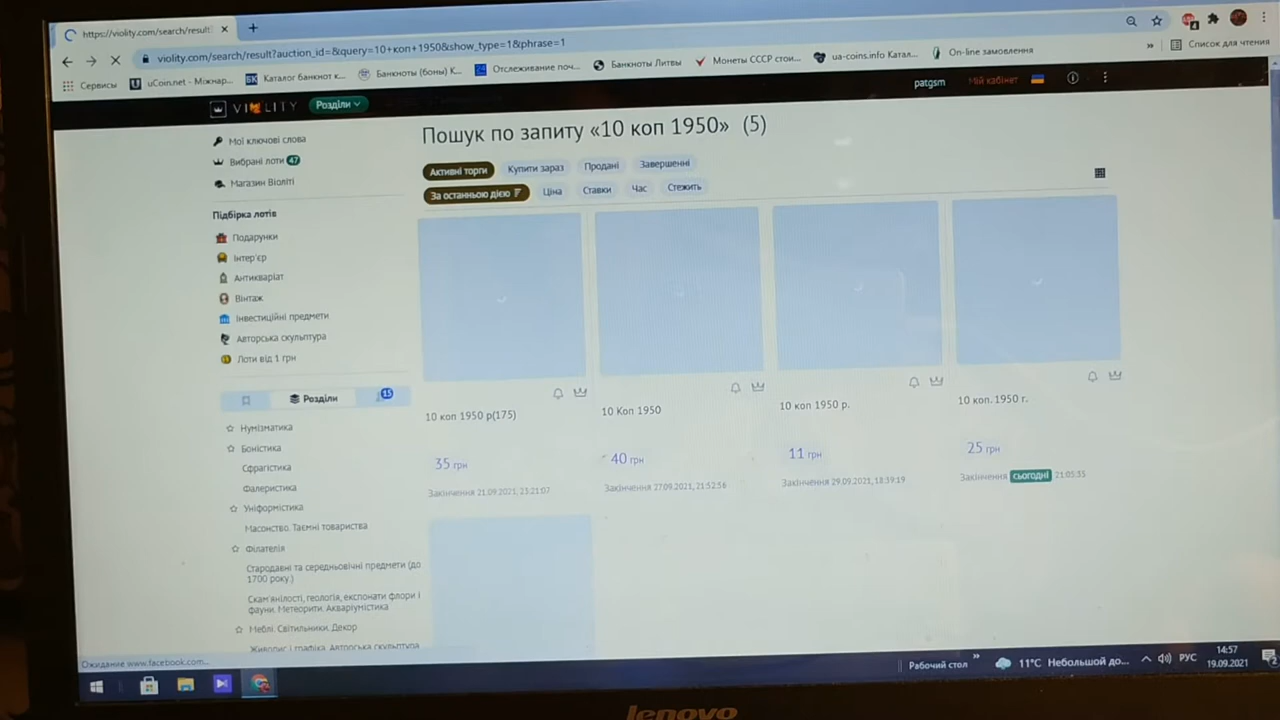 https://violity.com/search/result
violity.com/search/result?auction_id=&query=10+коп+1950&show_type=1&phrase=1
Сервисы
uCoin.net - Міжнар...
Каталог банкнот к...
Банкноты (боны) К...
Отслеживание поч...
Банкноты Литвы
Монеты СССР стои...
ua-coins.info Катал...
On-line замовлення
Список для чтения
VIOLITY
Розділи
patgsm
Мій кабінет
Мої ключові слова
Вибрані лоти 47
Магазин Віоліті
Підбірка лотів
Подарунки
Інтер'єр
Антикваріат
Вінтаж
Інвестиційні предмети
Авторська скульптура
Лоти від 1 грн
Розділи
15
Нумізматика
Боністика
Сфрагістика
Фалеристика
Уніформістика
Масонство. Таємні товариства
Філателія
Стародавні та середньовічні предмети (до
1700 року.)
Скам'янілості, геологія, експонати флори і
фауни. Метеорити. Акваріумістика
Меблі. Світильники. Декор
Живопис і графіка. Авторська скульптура
Пошук по запиту «10 коп 1950» (5)
Активні торги
Купити зараз
Продані
Завершенні
За останньою дією
Ціна
Ставки
Час
Стежить
10 коп 1950 р(175)
35 грн
Закінчення 21.09.2021, 23:21:07
10 Коп 1950
40 грн
Закінчення 27.09.2021, 21:52:56
10 коп 1950 р.
11 грн
Закінчення 29.09.2021, 18:39:19
10 коп. 1950 г.
25 грн
Закінчення сьогодні 21:05:35
Ожидание www.facebook.com...
Рабочий стол
11°C Небольшой до...
РУС
14:57
19.09.2021
2
lenovo